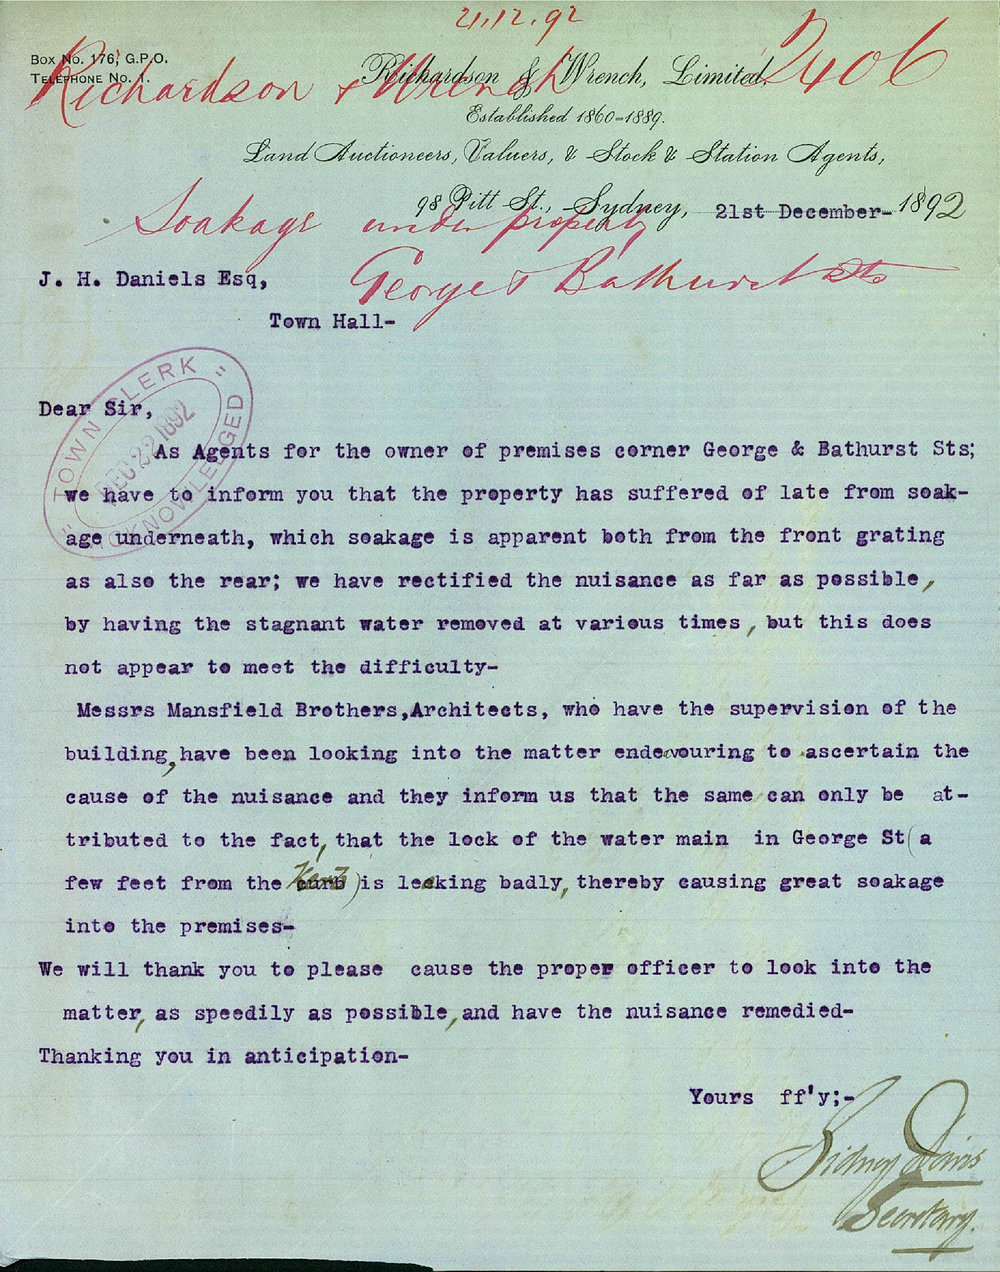 21.12.92
Box No. 176, G.P.O.
Telephone No. 1.
Richardson & Wrench 2406
Richardson & Wrench, Limited,
Established 1860-1889.
Land Auctioneers, Valuers, & Stock & Station Agents,
98 Pitt St., Sydney, 21st December- 1892
Soakage under property
George & Bathurst Sts
J. H. Daniels Esq,
Town Hall-
TOWN CLERK
DEC 22 1892
ACKNOWLEDGED
Dear Sir,
As Agents for the owner of premises corner George & Bathurst Sts;
we have to inform you that the property has suffered of late from soak-
age underneath, which soakage is apparent both from the front grating
as also the rear; we have rectified the nuisance as far as possible,
by having the stagnant water removed at various times, but this does
not appear to meet the difficulty-
Messrs Mansfield Brothers,Architects, who have the supervision of the
building, have been looking into the matter endeavouring to ascertain the
cause of the nuisance and they inform us that the same can only be at-
tributed to the fact, that the lock of the water main in George St (a
few feet from the curb Kerb) is leeking badly, thereby causing great soakage
into the premises-
We will thank you to please cause the proper officer to look into the
matter, as speedily as possible, and have the nuisance remedied-
Thanking you in anticipation-
Yours ff'y;-
Sidney Davis
Secretary.